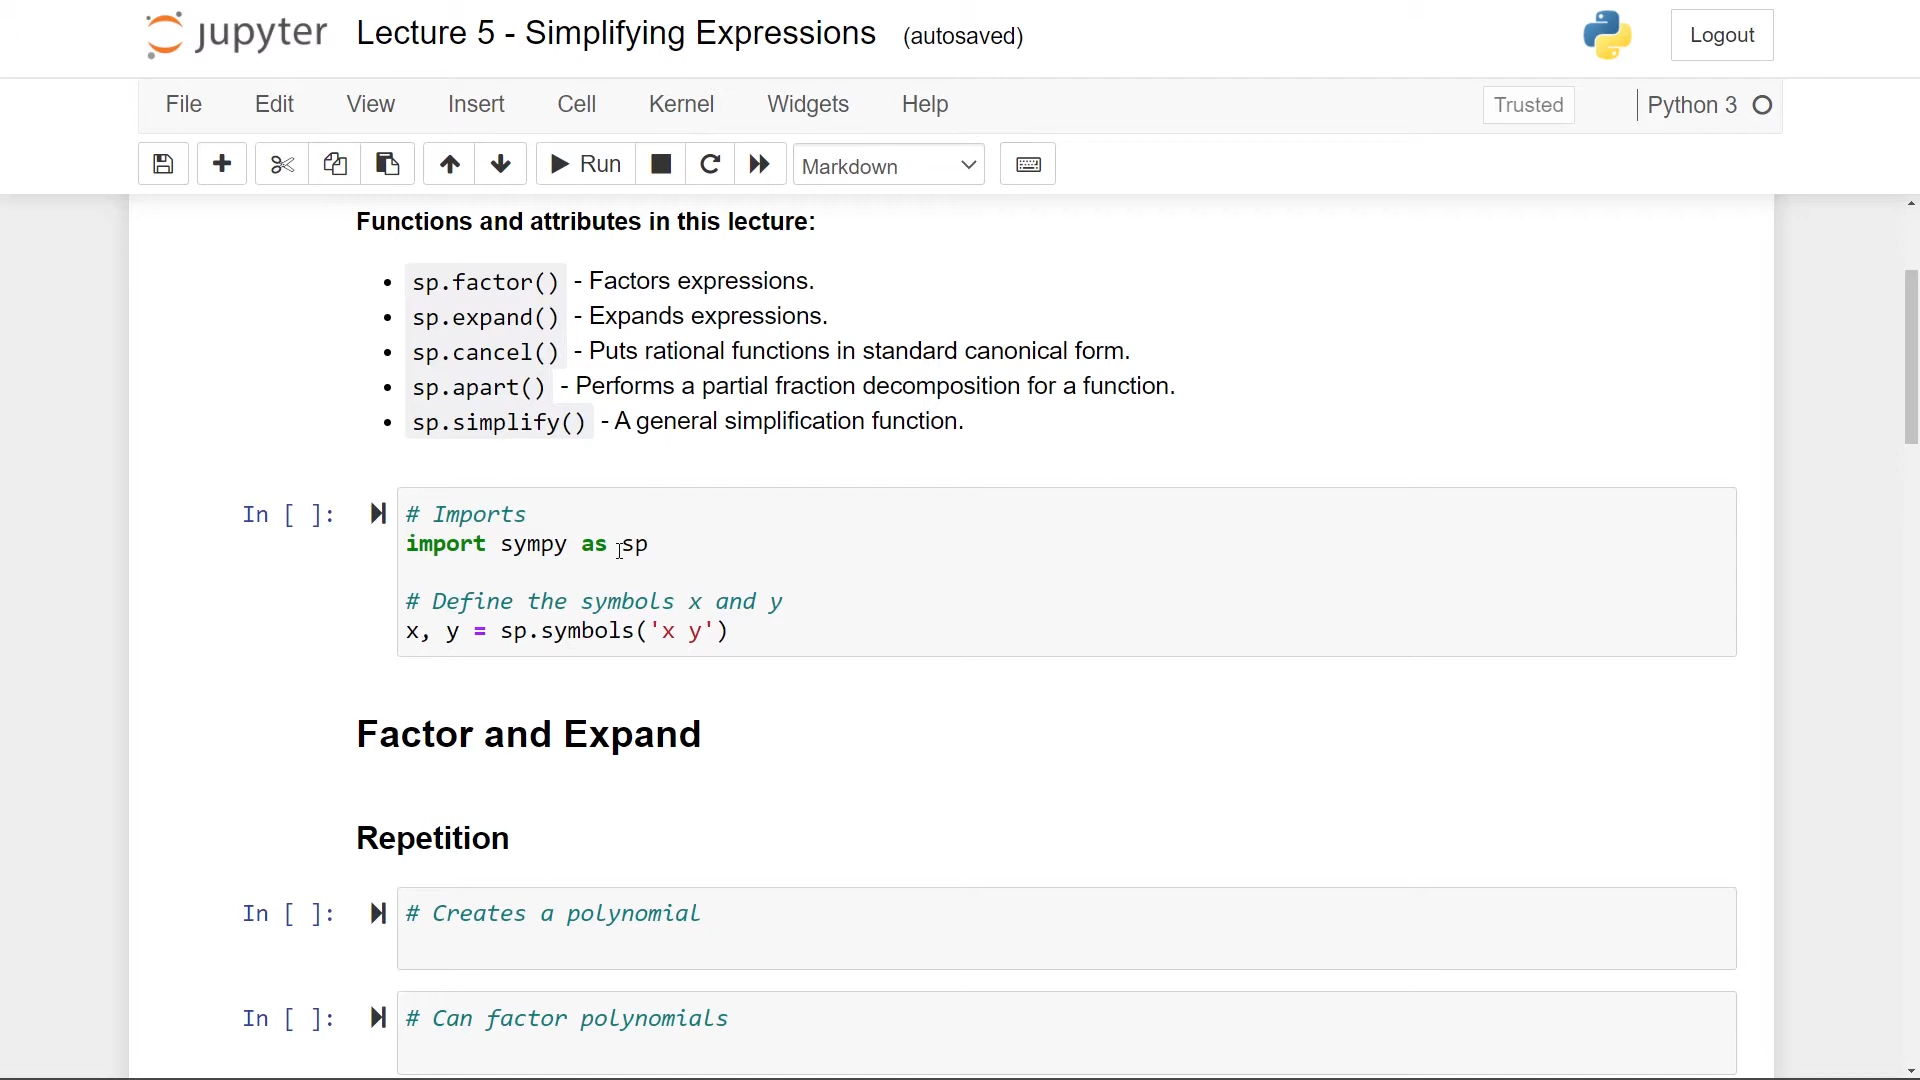 jupyter Lecture 5 - Simplifying Expressions (autosaved) Logout
File Edit View Insert Cell Kernel Widgets Help Trusted Python 3
Run Markdown
Functions and attributes in this lecture:
• sp.factor() - Factors expressions.
• sp.expand() - Expands expressions.
• sp.cancel() - Puts rational functions in standard canonical form.
• sp.apart() - Performs a partial fraction decomposition for a function.
• sp.simplify() - A general simplification function.
In [ ]: # Imports
import sympy as sp
# Define the symbols x and y
x, y = sp.symbols('x y')
Factor and Expand
Repetition
In [ ]: # Creates a polynomial
In [ ]: # Can factor polynomials